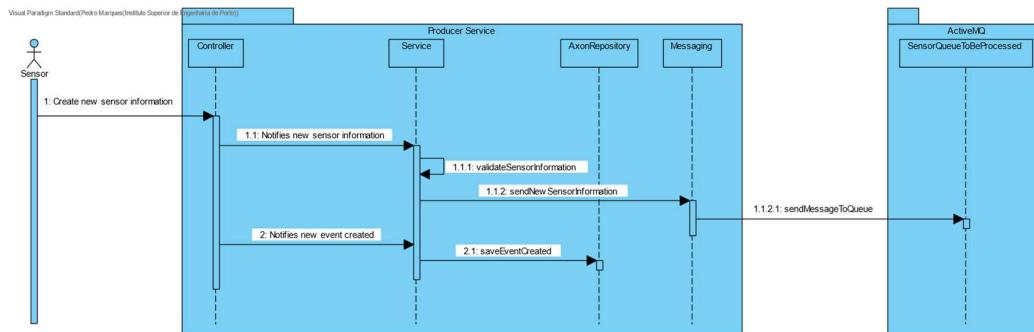 Visual Paradigm Standard(Pedro Marques(Instituto Superior de Engenharia do Porto))
Producer Service
ActiveMQ
Controller
Service
AxonRepository
Messaging
SensorQueueToBeProcessed
Sensor
1: Create new sensor information
1.1: Notifies new sensor information
1.1.1: validateSensorInformation
1.1.2: sendNewSensorInformation
1.1.2.1: sendMessageToQueue
2: Notifies new event created
2.1: saveEventCreated